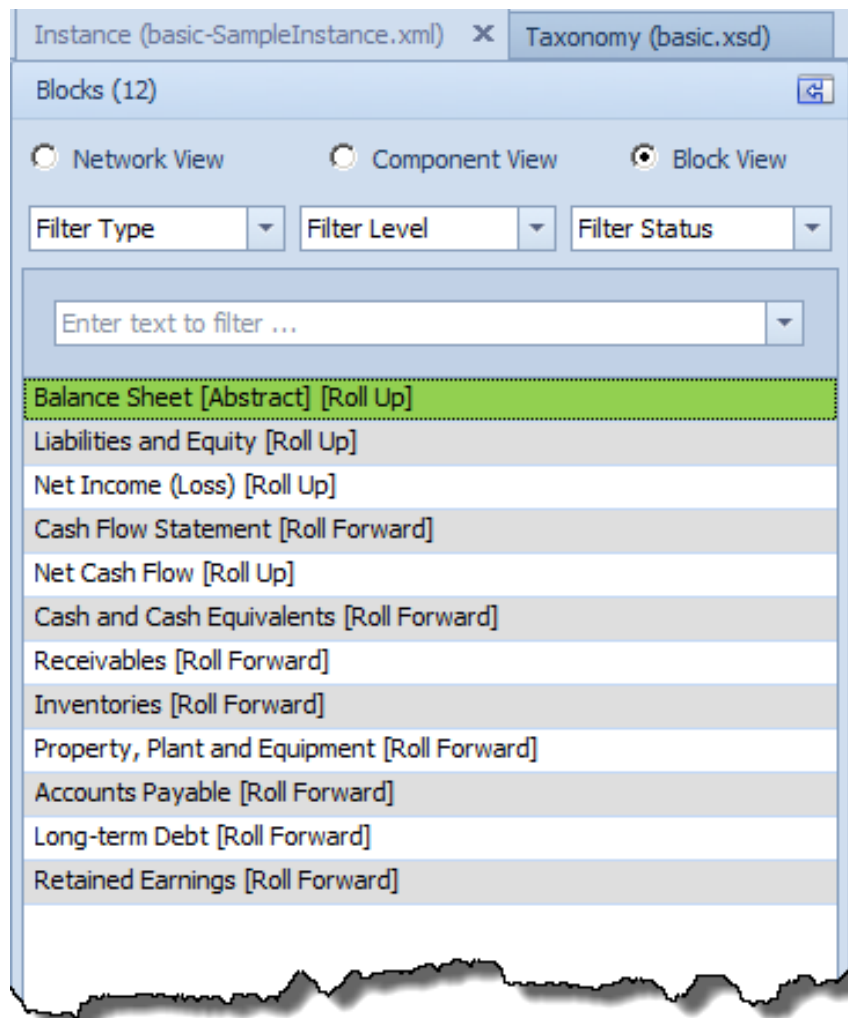 Instance (basic-SampleInstance.xml) Taxonomy (basic.xsd)
Blocks (12)
Network View Component View Block View
Filter Type Filter Level Filter Status
Enter text to filter ...
Balance Sheet [Abstract] [Roll Up]
Liabilities and Equity [Roll Up]
Net Income (Loss) [Roll Up]
Cash Flow Statement [Roll Forward]
Net Cash Flow [Roll Up]
Cash and Cash Equivalents [Roll Forward]
Receivables [Roll Forward]
Inventories [Roll Forward]
Property, Plant and Equipment [Roll Forward]
Accounts Payable [Roll Forward]
Long-term Debt [Roll Forward]
Retained Earnings [Roll Forward]